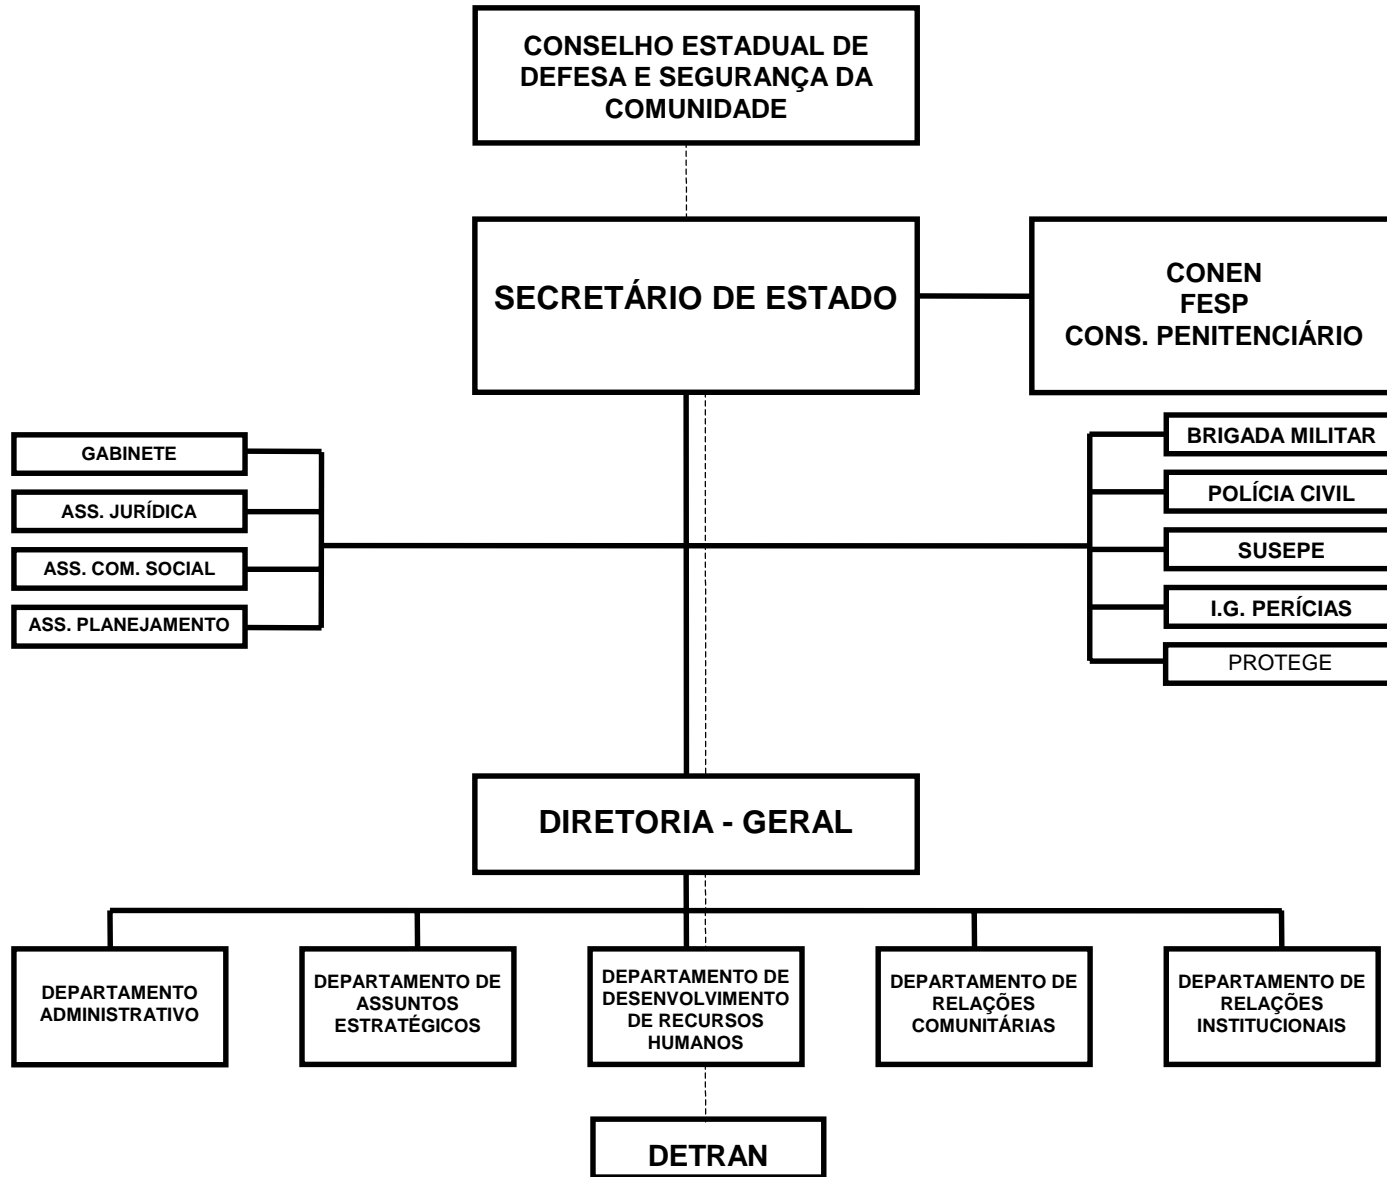 CONSELHO ESTADUAL DE
DEFESA E SEGURANÇA DA
COMUNIDADE
SECRETÁRIO DE ESTADO
CONEN
FESP
CONS. PENITENCIÁRIO
GABINETE
ASS. JURÍDICA
ASS. COM. SOCIAL
ASS. PLANEJAMENTO
BRIGADA MILITAR
POLÍCIA CIVIL
SUSEPE
I.G. PERÍCIAS
PROTEGE
DIRETORIA - GERAL
DEPARTAMENTO
ADMINISTRATIVO
DEPARTAMENTO DE
ASSUNTOS
ESTRATÉGICOS
DEPARTAMENTO DE
DESENVOLVIMENTO
DE RECURSOS
HUMANOS
DEPARTAMENTO DE
RELAÇÕES
COMUNITÁRIAS
DEPARTAMENTO DE
RELAÇÕES
INSTITUCIONAIS
DETRAN